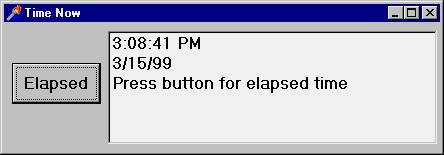 Time Now
3:08:41 PM
3/15/99
Elapsed
Press button for elapsed time